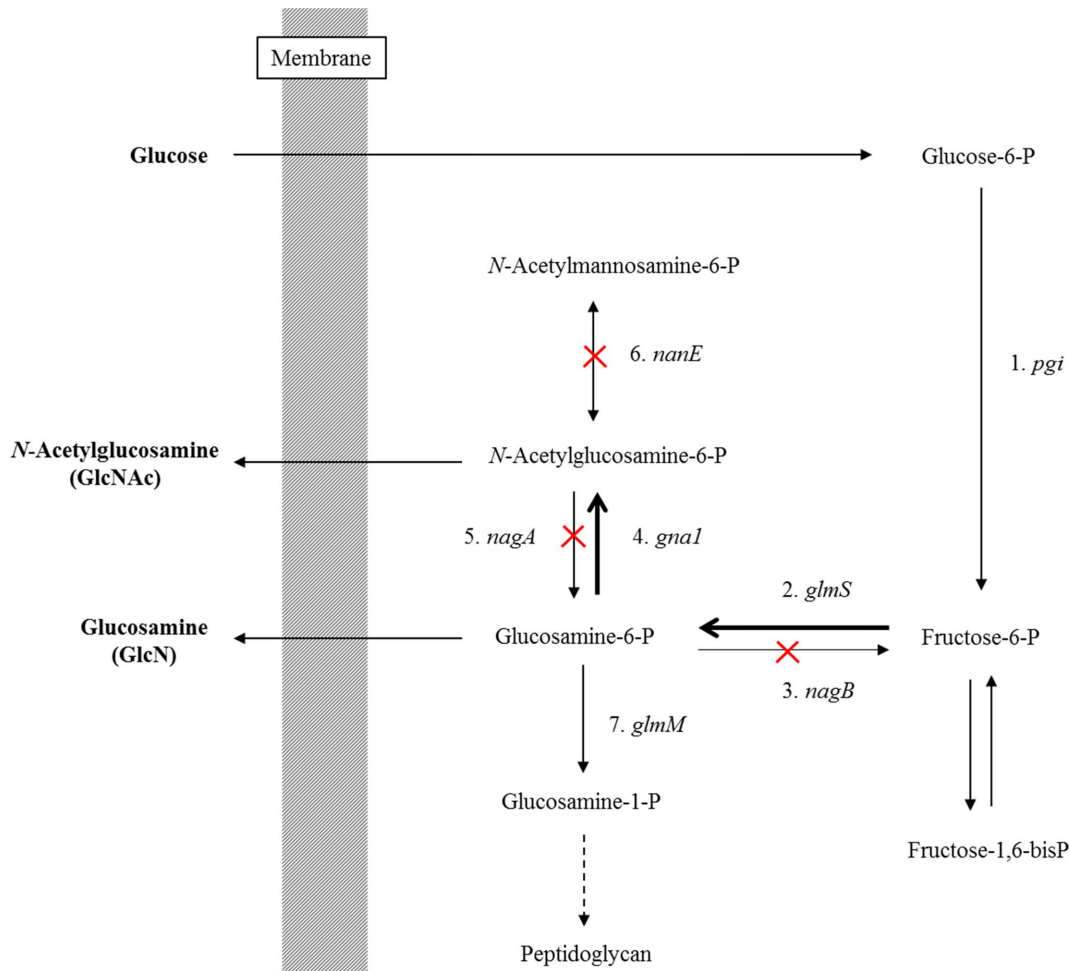 Membrane
Glucose
Glucose-6-P
N-Acetylmannosamine-6-P
6. nanE
1. pgi
N-Acetylglucosamine
(GlcNAc)
N-Acetylglucosamine-6-P
5. nagA
4. gna1
2. glmS
Glucosamine
(GlcN)
Glucosamine-6-P
Fructose-6-P
3. nagB
7. glmM
Glucosamine-1-P
Fructose-1,6-bisP
Peptidoglycan